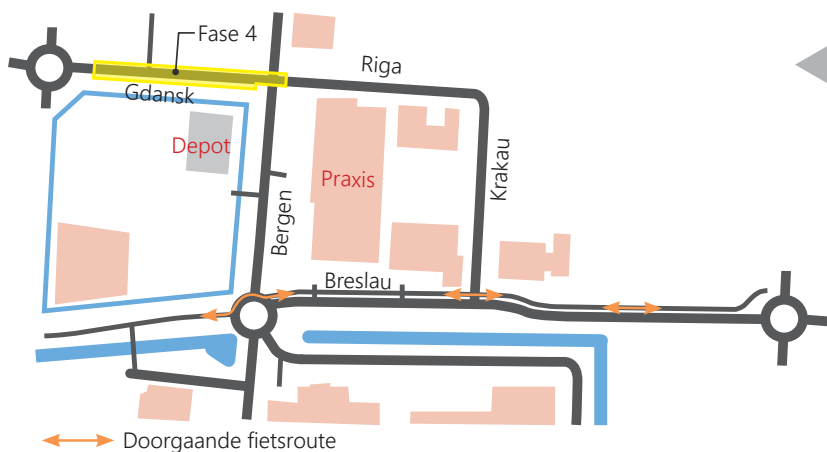 Fase 4
Riga
Gdansk
Depot
Praxis
Krakau
Bergen
Breslau
Doorgaande fietsroute